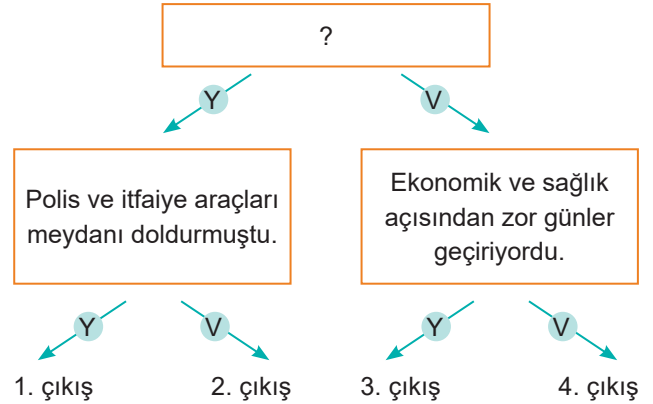 ?
Y
V
Polis ve itfaiye araçları
meydanı doldurmuştu.
Ekonomik ve sağlık
açısından zor günler
geçiriyordu.
Y
V
Y
V
1. çıkış
2. çıkış
3. çıkış
4. çıkış